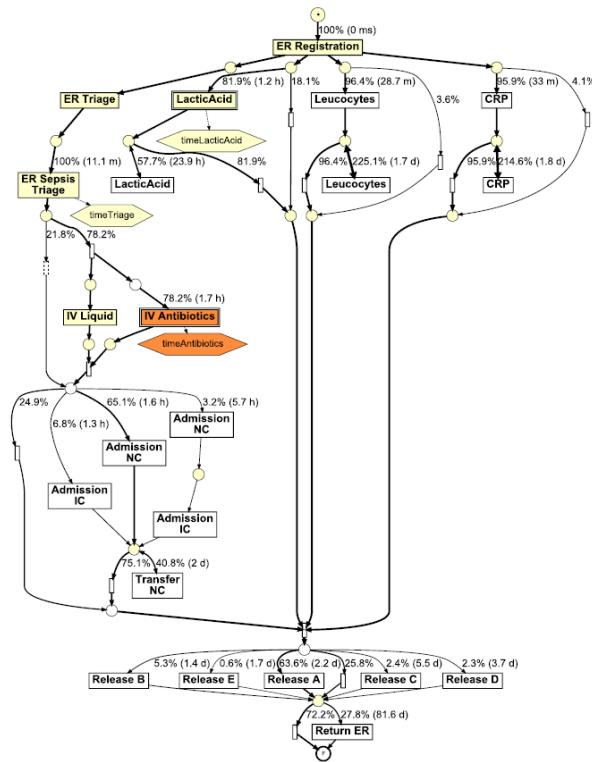 100% (0 ms)
ER Registration
81.9% (1.2 h)
18.1%
96.4% (28.7 m)
95.9% (33 m)
4.1%
ER Triage
LacticAcid
Leucocytes
3.6%
CRP
timeLacticAcid
100% (11.1 m)
57.7% (23.9 h)
81.9%
96.4%
225.1% (1.7 d)
95.9%
214.6% (1.8 d)
ER Sepsis
Triage
LacticAcid
Leucocytes
CRP
timeTriage
21.8%
78.2%
78.2% (1.7 h)
IV Liquid
IV Antibiotics
timeAntibiotics
24.9%
65.1% (1.6 h)
3.2% (5.7 h)
6.8% (1.3 h)
Admission
NC
Admission
NC
Admission
IC
Admission
IC
75.1%
40.8% (2 d)
Transfer
NC
5.3% (1.4 d)
0.6% (1.7 d)
63.6% (2.2 d)
25.8%
2.4% (5.5 d)
2.3% (3.7 d)
Release B
Release E
Release A
Release C
Release D
72.2%
27.8% (81.6 d)
Return ER